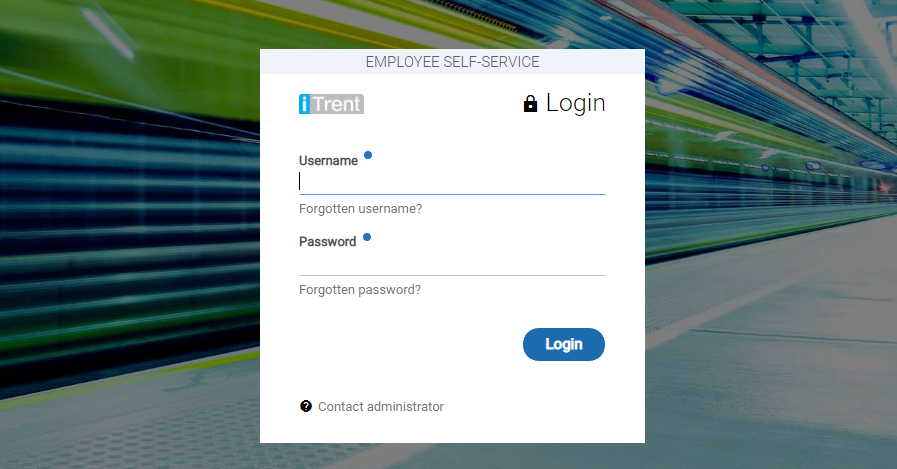 EMPLOYEE SELF-SERVICE
iTrent
Login
Username
Forgotten username?
Password
Forgotten password?
Login
Contact administrator